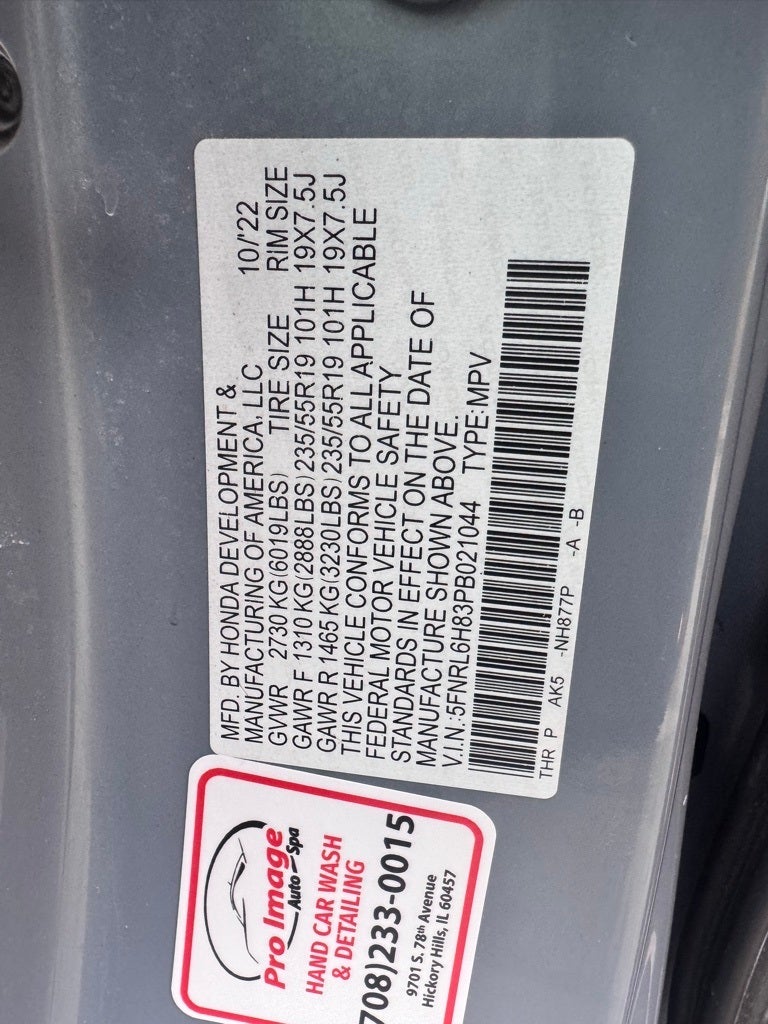 MFD. BY HONDA DEVELOPMENT &
MANUFACTURING OF AMERICA, LLC 10/'22
GVWR 2730 KG (6019LBS) TIRE SIZE RIM SIZE
GAWR F 1310 KG (2888LBS) 235/55R19 101H 19X7.5J
GAWR R 1465 KG (3230LBS) 235/55R19 101H 19X7.5J
THIS VEHICLE CONFORMS TO ALL APPLICABLE
FEDERAL MOTOR VEHICLE SAFETY
STANDARDS IN EFFECT ON THE DATE OF
MANUFACTURE SHOWN ABOVE.
V.I.N.:5FNRL6H83PB021044 TYPE:MPV
THR P AK5 -NH877P -A -B
Pro Image
Auto Spa
HAND CAR WASH
& DETAILING
708)233-0015
9701 S. 78th Avenue
Hickory Hills, IL 60457